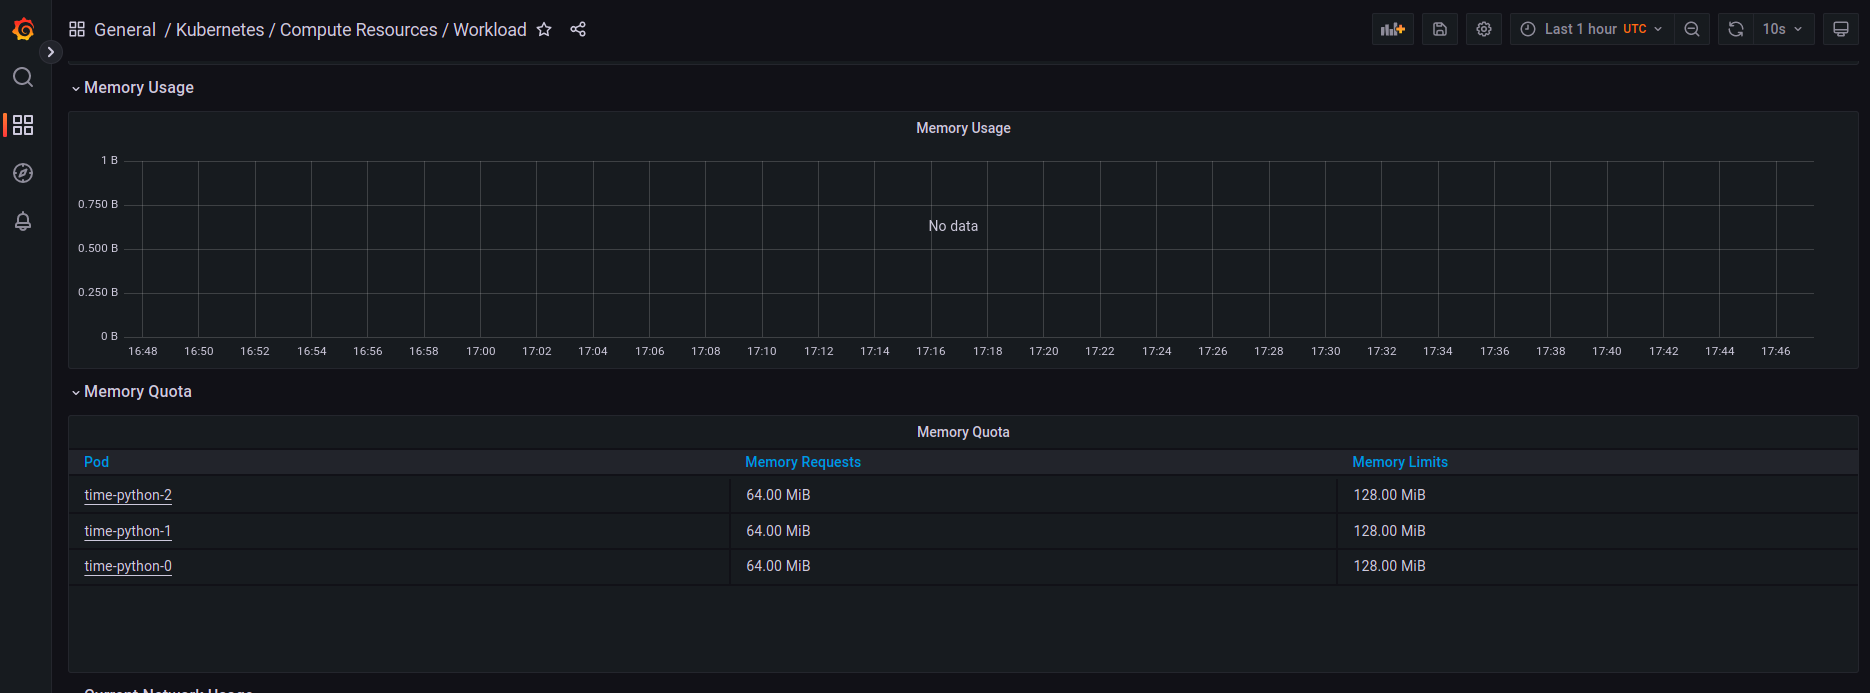 General / Kubernetes / Compute Resources / Workload
Last 1 hour UTC
10s
Memory Usage
Memory Usage
1 B
0.750 B
0.500 B
0.250 B
0 B
No data
16:48 16:50 16:52 16:54 16:56 16:58 17:00 17:02 17:04 17:06 17:08 17:10 17:12 17:14 17:16 17:18 17:20 17:22 17:24 17:26 17:28 17:30 17:32 17:34 17:36 17:38 17:40 17:42 17:44 17:46
Memory Quota
Memory Quota
Pod Memory Requests Memory Limits
time-python-2 64.00 MiB 128.00 MiB
time-python-1 64.00 MiB 128.00 MiB
time-python-0 64.00 MiB 128.00 MiB
Current Network Usage